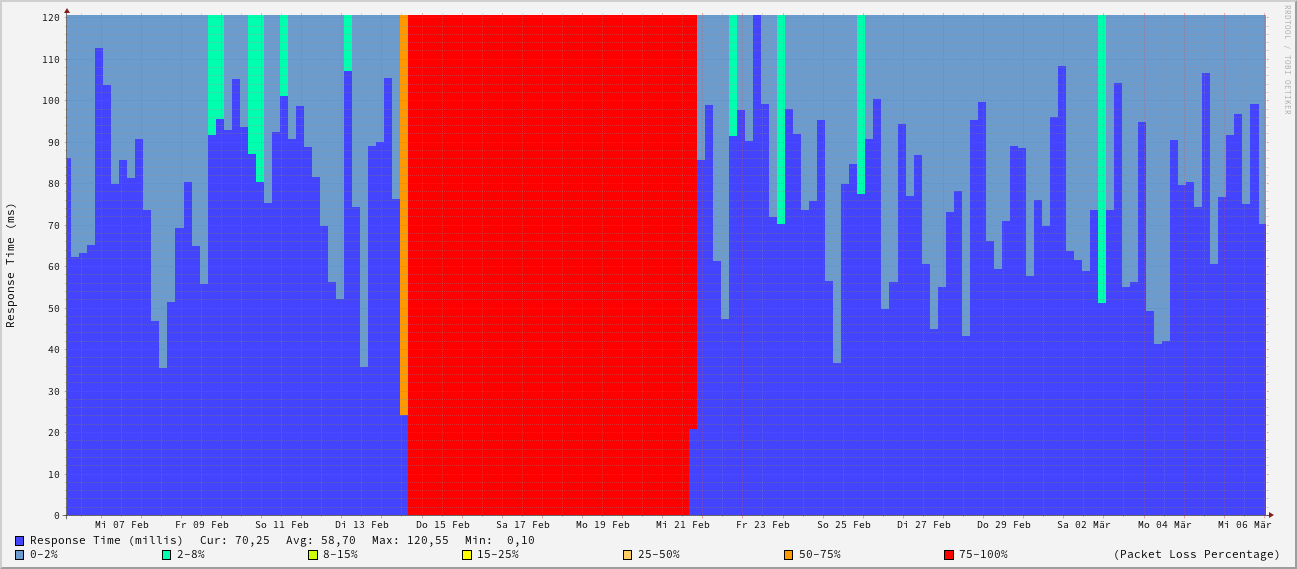 RRDTOOL / TOBI OETIKER
Response Time (ms)
120
110
100
90
80
70
60
50
40
30
20
10
0
Mi 07 Feb Fr 09 Feb So 11 Feb Di 13 Feb Do 15 Feb Sa 17 Feb Mo 19 Feb Mi 21 Feb Fr 23 Feb So 25 Feb Di 27 Feb Do 29 Feb Sa 02 Mär Mo 04 Mär Mi 06 Mär
Response Time (millis) Cur: 70,25 Avg: 58,70 Max: 120,55 Min: 0,10
0-2% 2-8% 8-15% 15-25% 25-50% 50-75% 75-100% (Packet Loss Percentage)